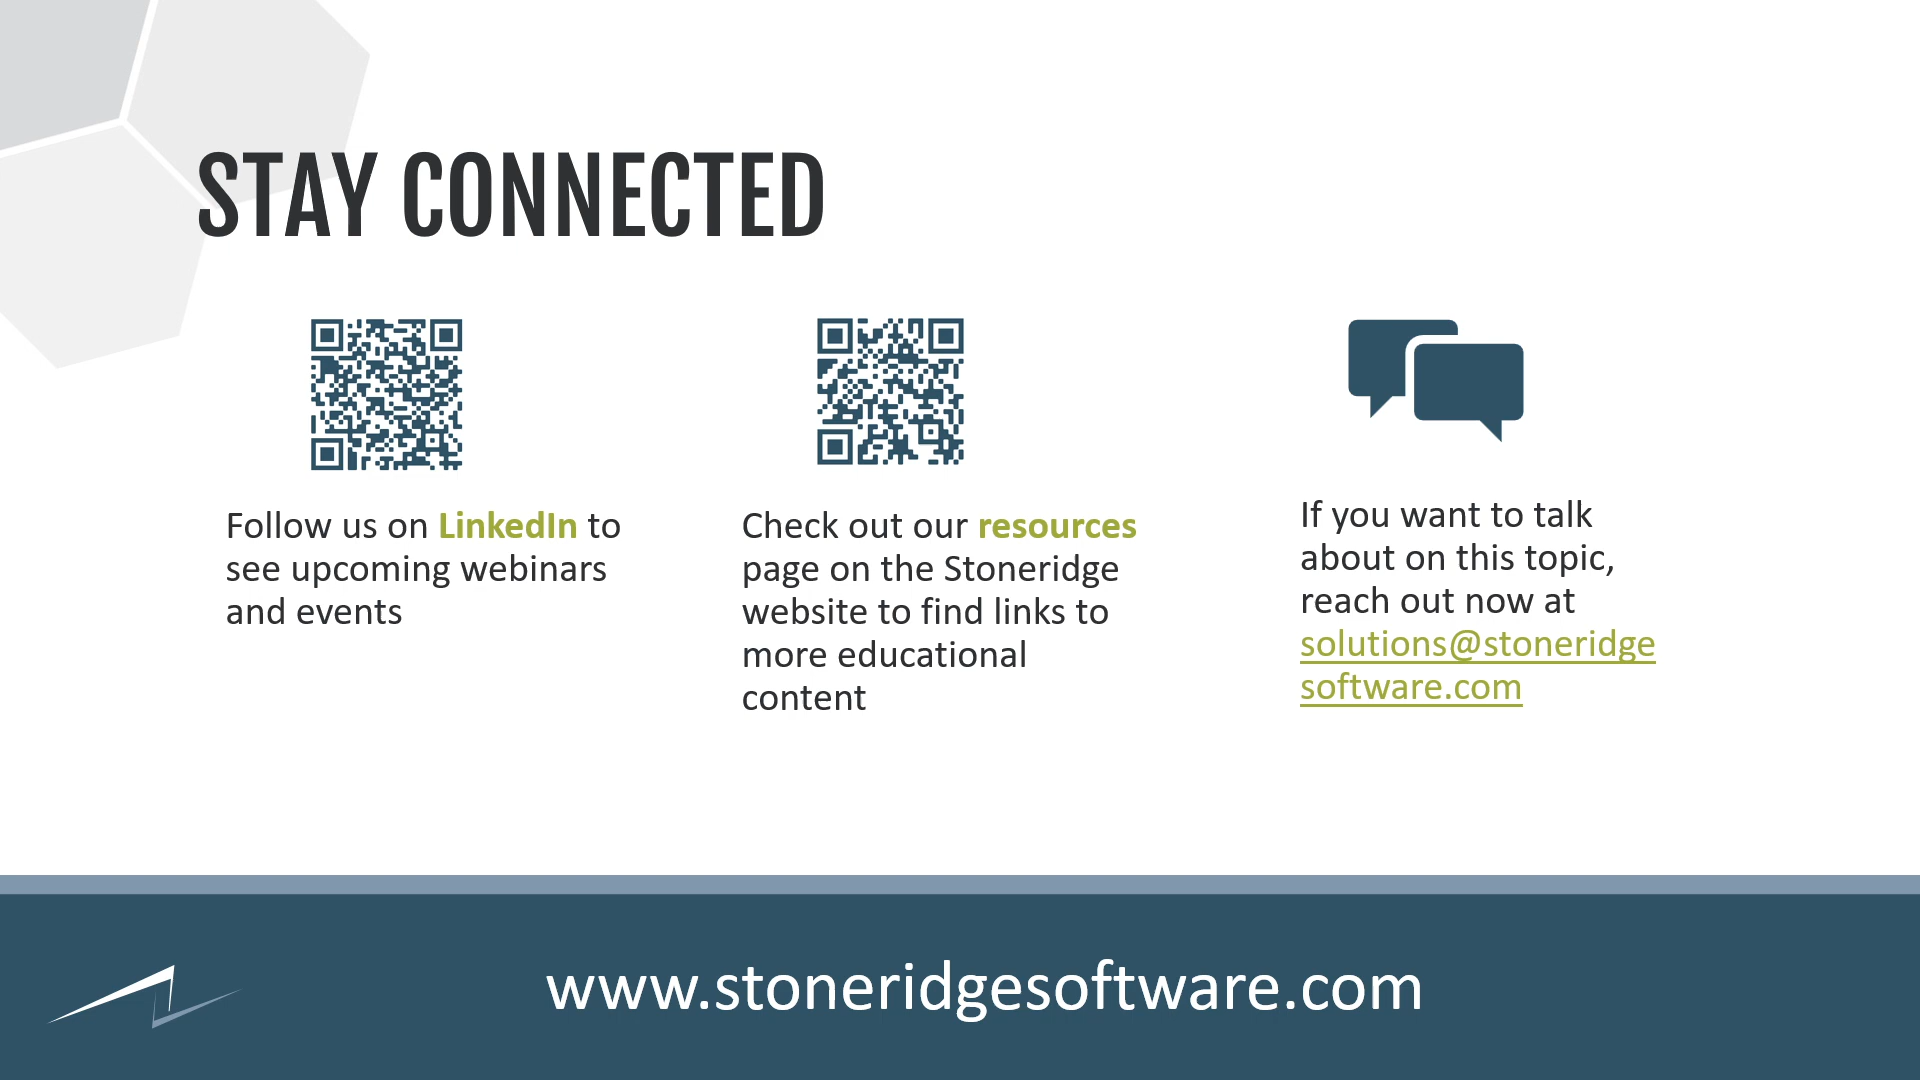 STAY CONNECTED
Follow us on LinkedIn to
see upcoming webinars
and events
Check out our resources
page on the Stoneridge
website to find links to
more educational
content
If you want to talk
about on this topic,
reach out now at
solutions@stoneridge
software.com
www.stoneridgesoftware.com